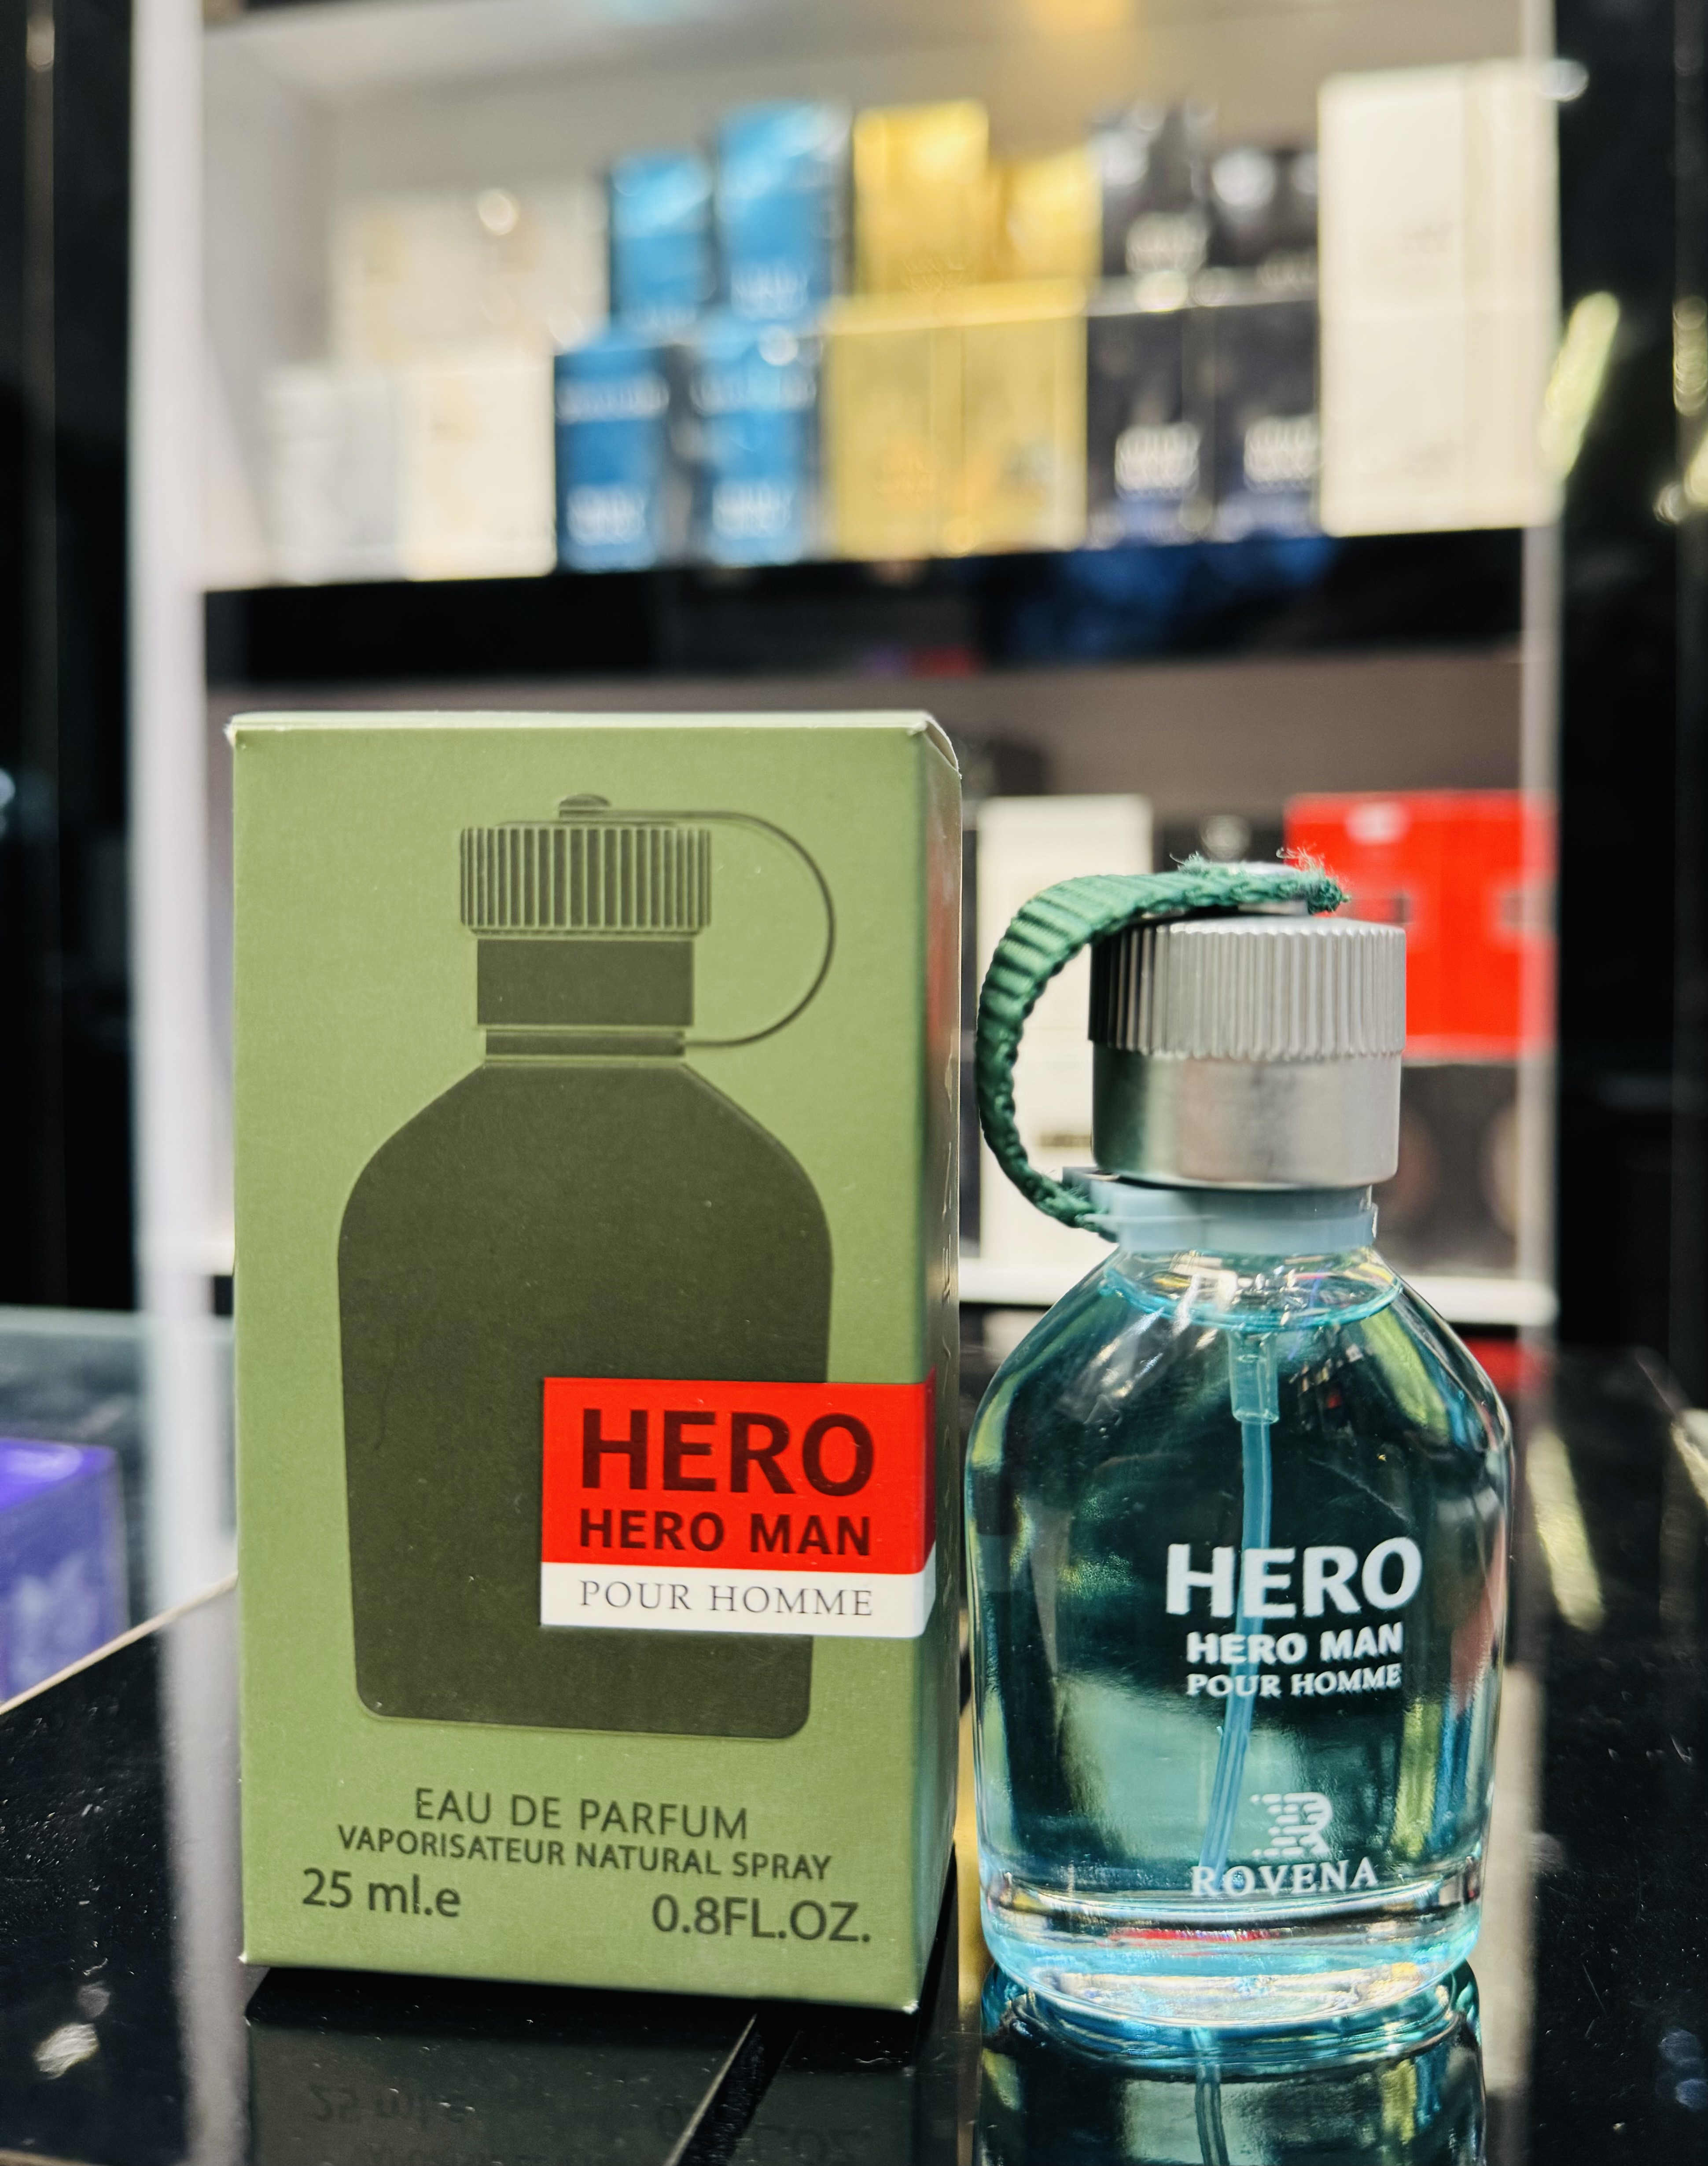 HERO
HERO MAN
POUR HOMME
EAU DE PARFUM
VAPORISATEUR NATURAL SPRAY
25 ml.e 0.8FL.OZ.
HERO
HERO MAN
POUR HOMME
ROVENA